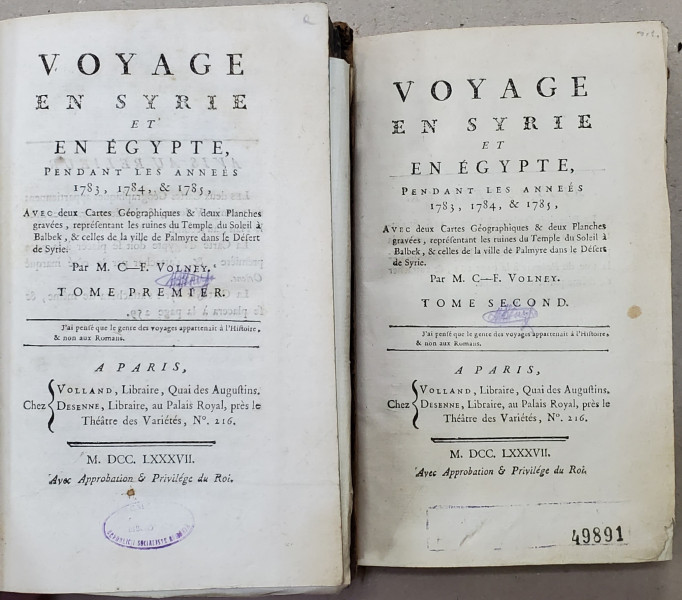 VOYAGE
EN SYRIE
ET
EN ÉGYPTE,
PENDANT LES ANNEÉS
1783, 1784, & 1785,
AVEC deux Cartes Géographiques & deux Planches
gravées, repréſentant les ruines du Temple du Soleil à
Balbek, & celles de la ville de Palmyre dans le Déſert
de Syrie.
Par M. C—F. VOLNEY.
TOME PREMIER.
J'ai penſé que le genre des voyages appartenait à l'Hiſtoire,
& non aux Romans.
A PARIS,
Chez
VOLLAND, Libraire, Quai des Auguſtins.
DESENNE, Libraire, au Palais Royal, près le
Théâtre des Variétés, No. 216.
M. DCC. LXXXVII.
Avec Approbation & Privilége du Roi.
VOYAGE
EN SYRIE
ET
EN ÉGYPTE,
PENDANT LES ANNEÉS
1783, 1784, & 1785,
AVEC deux Cartes Géographiques & deux Planches
gravées, repréſentant les ruines du Temple du Soleil à
Balbek, & celles de la ville de Palmyre dans le Déſert
de Syrie.
Par M. C—F. VOLNEY.
TOME SECOND.
J'ai penſé que le genre des voyages appartenait à l'Hiſtoire,
& non aux Romans.
A PARIS,
Chez
VOLLAND, Libraire, Quai des Auguſtins.
DESENNE, Libraire, au Palais Royal, près le
Théâtre des Variétés, No. 216.
M. DCC. LXXXVII.
Avec Approbation & Privilége du Roi.
49891